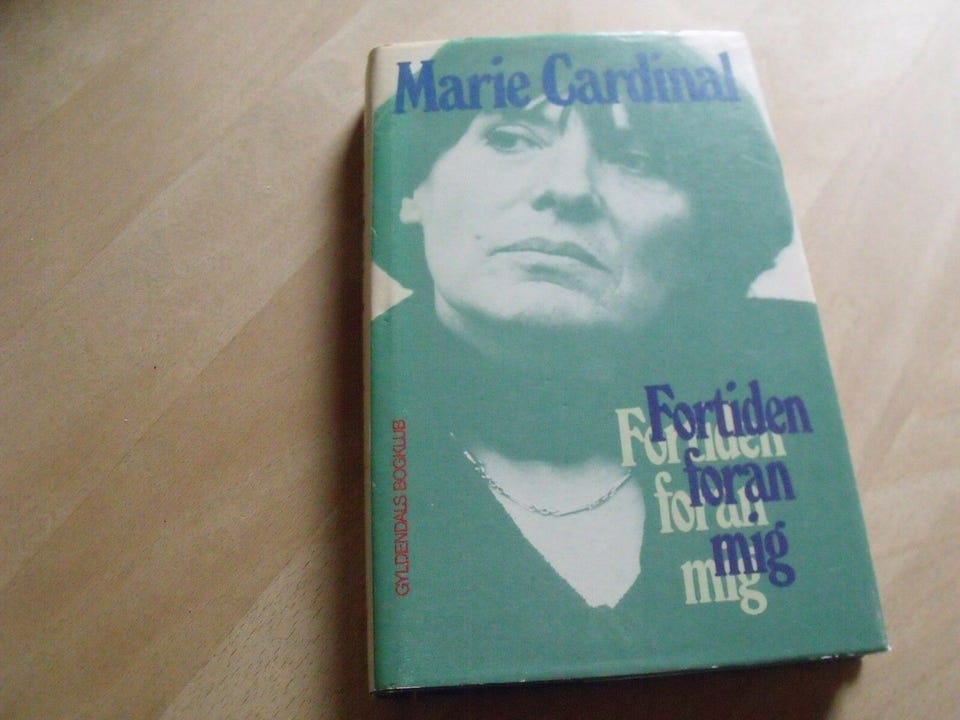 Marie Cardinal
Fortiden
foran
mig
Fortiden
foran
mig
GYLDENDALS BOGKLUB